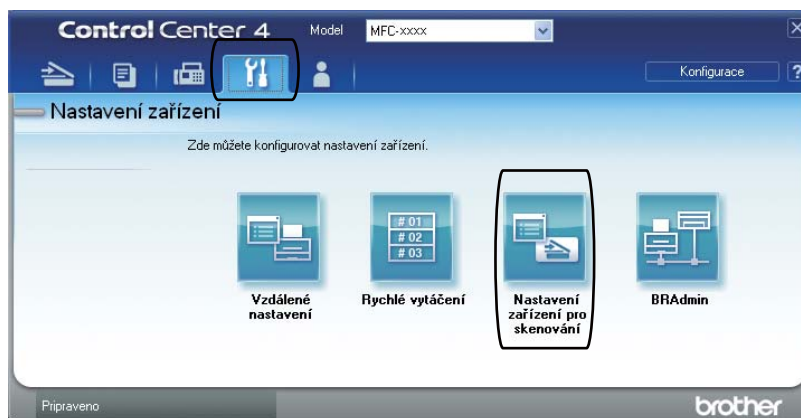 Control Center 4 Model MFC-xxxx X
Konfigurace ?
Nastavení zařízení
Zde můžete konfigurovat nastavení zařízení.
# 01
# 02
# 03
Vzdálené
nastavení
Rychlé vytáčení
Nastavení
zařízení pro
skenování
BRAdmin
Pripraveno
brother